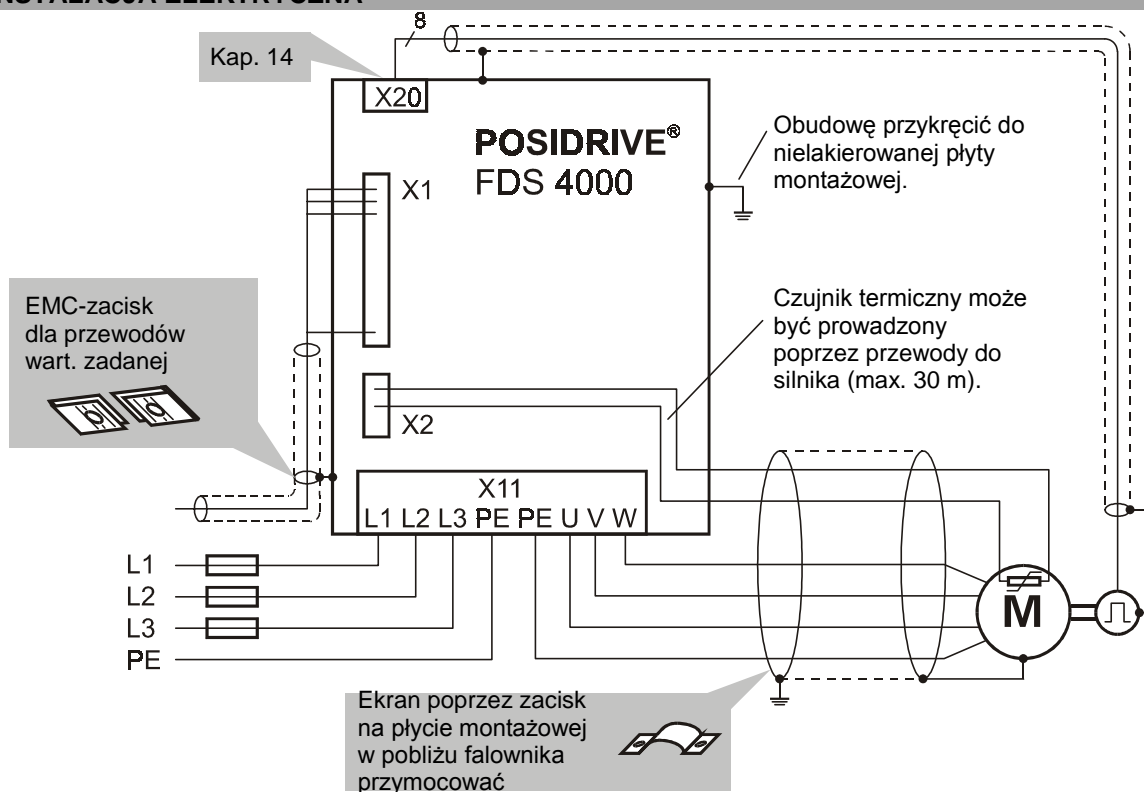 INSTALACJA ELEKTRYCZNA
8
Kap. 14
X20
POSIDRIVE®
FDS 4000
Obudowę przykręcić do
nielakierowanej płyty
montażowej.
X1
EMC-zacisk
dla przewodów
wart. zadanej
Czujnik termiczny może
być prowadzony
poprzez przewody do
silnika (max. 30 m).
X2
X11
L1 L2 L3 PE PE U V W
L1
L2
L3
PE
M
Ekran poprzez zacisk
na płycie montażowej
w pobliżu falownika
przymocować